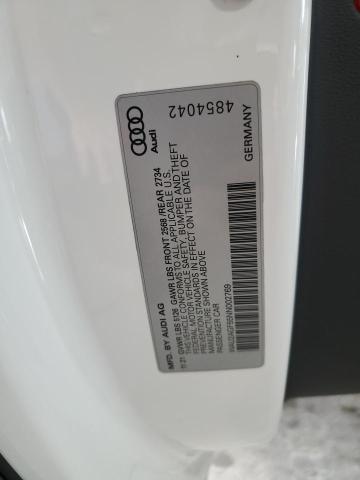 Audi
4854042
GERMANY
MFD. BY AUDI AG
11 21 GVWR LBS 5126 GAWR LBS FRONT 2568 /REAR 2734
THIS VEHICLE CONFORMS TO ALL APPLICABLE U.S.
FEDERAL MOTOR VEHICLE SAFETY, BUMPER AND THEFT
PREVENTION STANDARDS IN EFFECT ON THE DATE OF
MANUFACTURE SHOWN ABOVE
PASSENGER CAR